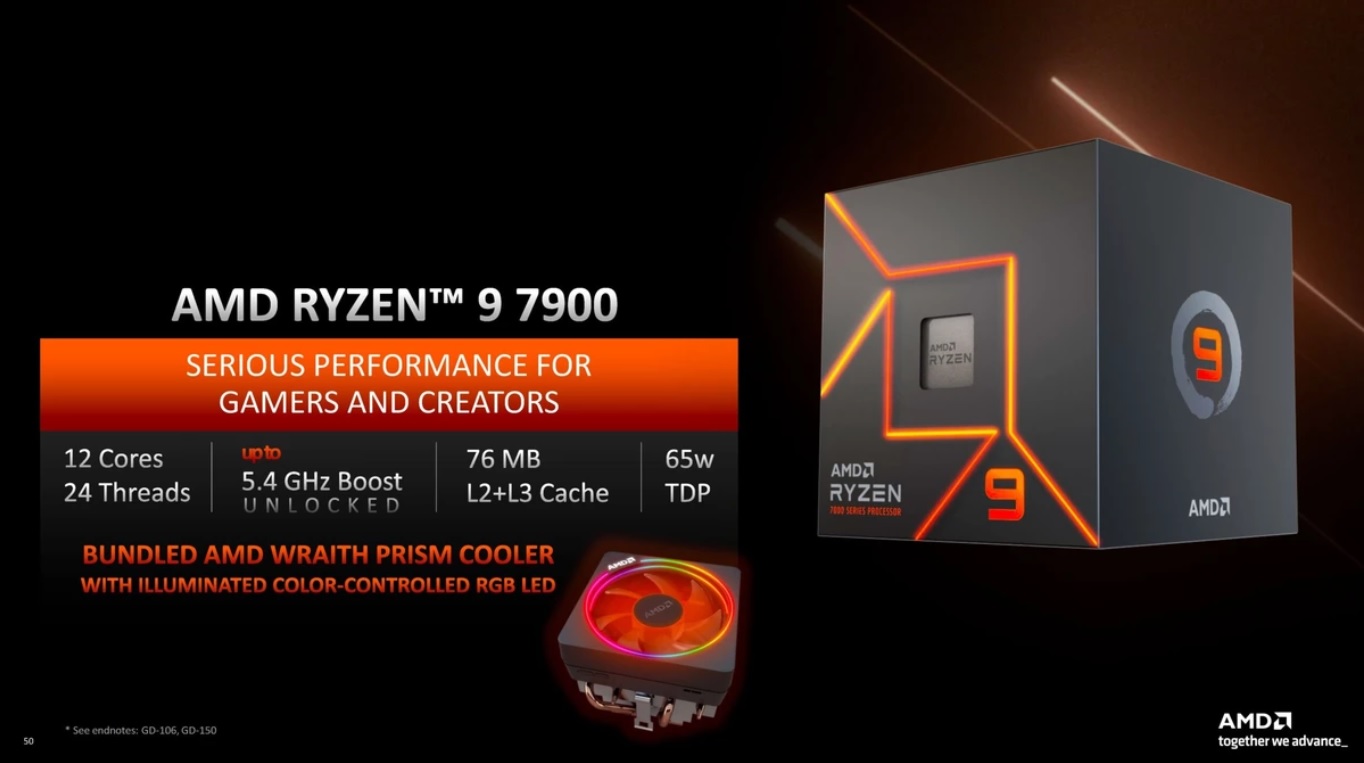 AMD RYZEN™ 9 7900
SERIOUS PERFORMANCE FOR
GAMERS AND CREATORS
12 Cores
24 Threads
up to
5.4 GHz Boost
UNLOCKED
76 MB
L2+L3 Cache
65w
TDP
BUNDLED AMD WRAITH PRISM COOLER
WITH ILLUMINATED COLOR-CONTROLLED RGB LED
AMD
AMD
AMD
RYZEN
AMD
RYZEN
7000 SERIES PROCESSOR
9
9
AMD
* See endnotes: GD-106, GD-150
50
AMD
together we advance_